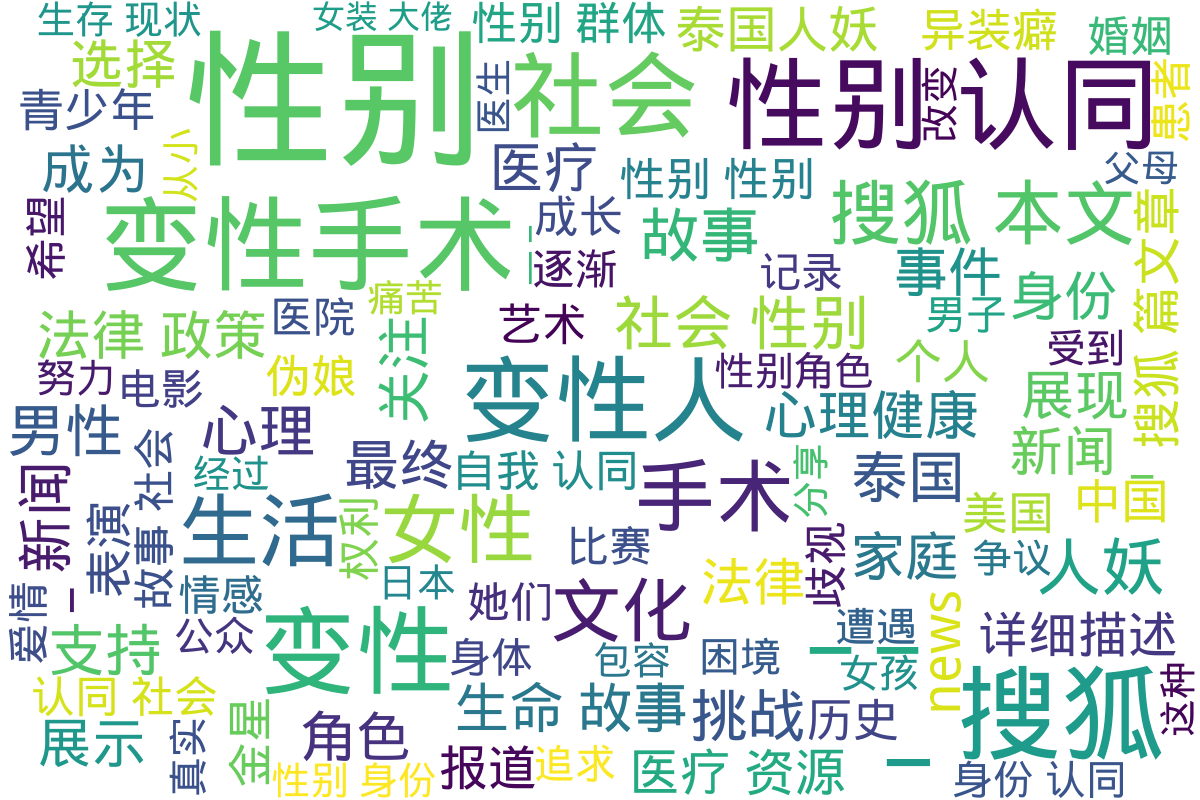 生存 现状
女装 大佬
性别 群体
泰国人妖
异装癖
婚姻
选择
性别
医生
社会
性别认同
改变
患者
青少年
从小
成为
医疗
性别 性别
父母
希望
变性手术
成长
故事
搜狐 本文
搜狐 篇文章
逐渐
记录
事件
身份
痛苦
医院
艺术
社会 性别
男子
法律 政策
关注
受到
努力
电影
伪娘
变性人
性别角色
个人
展现
男性
心理
心理健康
新闻
故事 社会
最终
自我 认同
手术
分享
泰国
经过
新闻 _
表演
生活
权利
女性
美国
中国
比赛
歧视
家庭
争议
人妖
日本
法律
爱情
情感
她们
文化
news
支持
公众
变性
身体
包容
困境
遭遇
详细描述
一 一
女孩
认同 社会
生命 故事
挑战
历史
搜狐
这种
展示
真实
金星
角色
报道
追求
医疗 资源
性别 身份
身份 认同